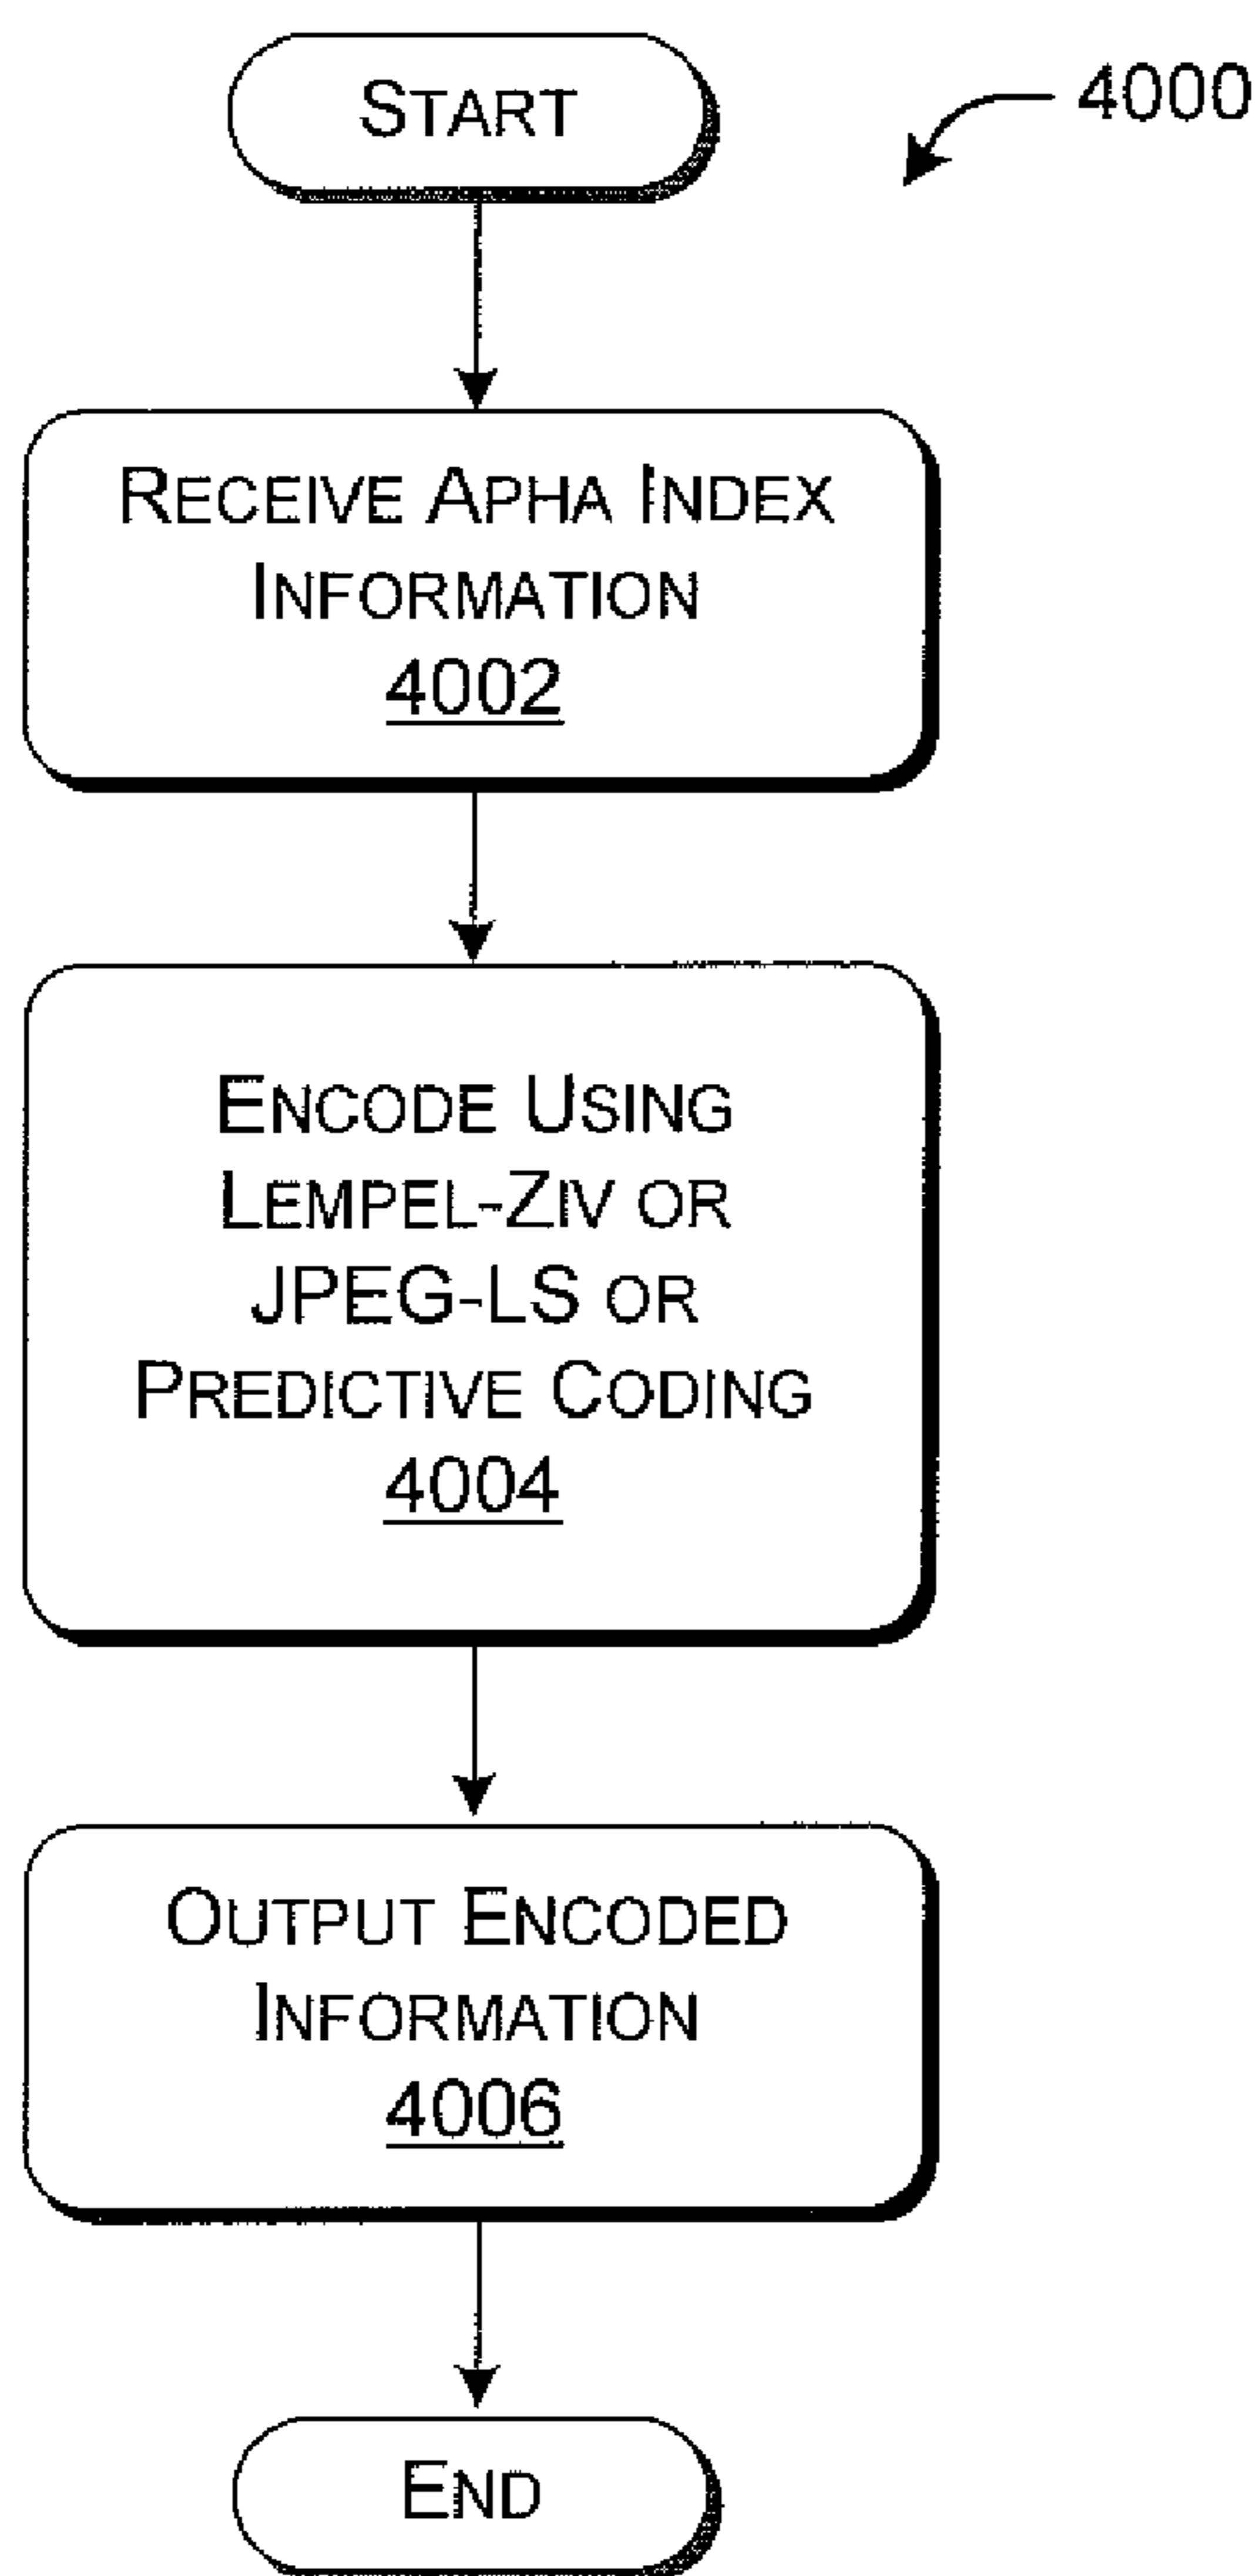 START
4000
RECEIVE APHA INDEX
INFORMATION
4002
ENCODE USING
LEMPEL-ZIV OR
JPEG-LS OR
PREDICTIVE CODING
4004
OUTPUT ENCODED
INFORMATION
4006
END